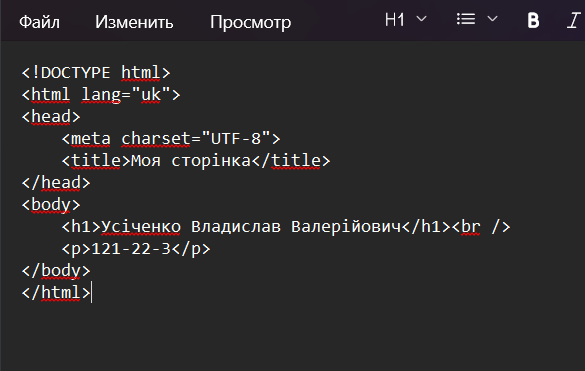 Файл Изменить Просмотр H1 B I
<!DOCTYPE html>
<html lang="uk">
<head>
    <meta charset="UTF-8">
    <title>Моя сторінка</title>
</head>
<body>
    <h1>Усіченко Владислав Валерійович</h1><br />
    <p>121-22-3</p>
</body>
</html>